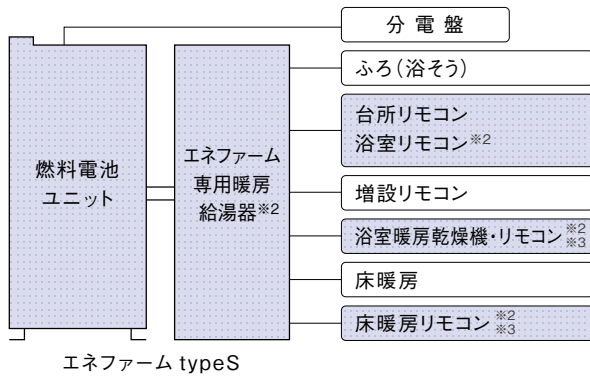 分電盤
ふろ(浴そう)
台所リモコン
浴室リモコン※2
増設リモコン
浴室暖房乾燥機・リモコン※2※3
床暖房
床暖房リモコン※2※3
燃料電池
ユニット
エネファーム
専用暖房
給湯器※2
エネファーム typeS